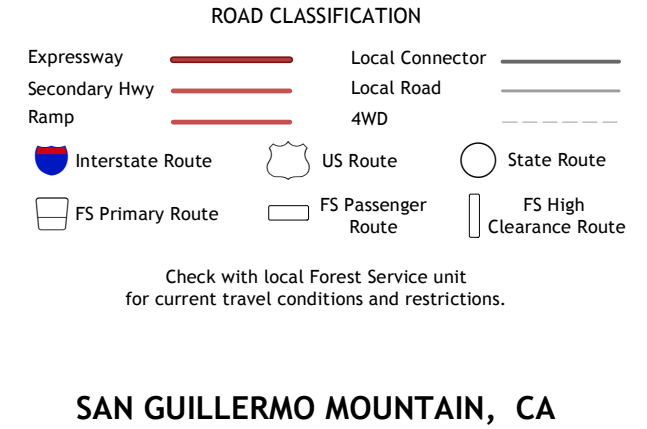 ROAD CLASSIFICATION
Expressway
Local Connector
Secondary Hwy
Local Road
Ramp
4WD
Interstate Route
US Route
State Route
FS Primary Route
FS Passenger
Route
FS High
Clearance Route
Check with local Forest Service unit
for current travel conditions and restrictions.
SAN GUILLERMO MOUNTAIN, CA